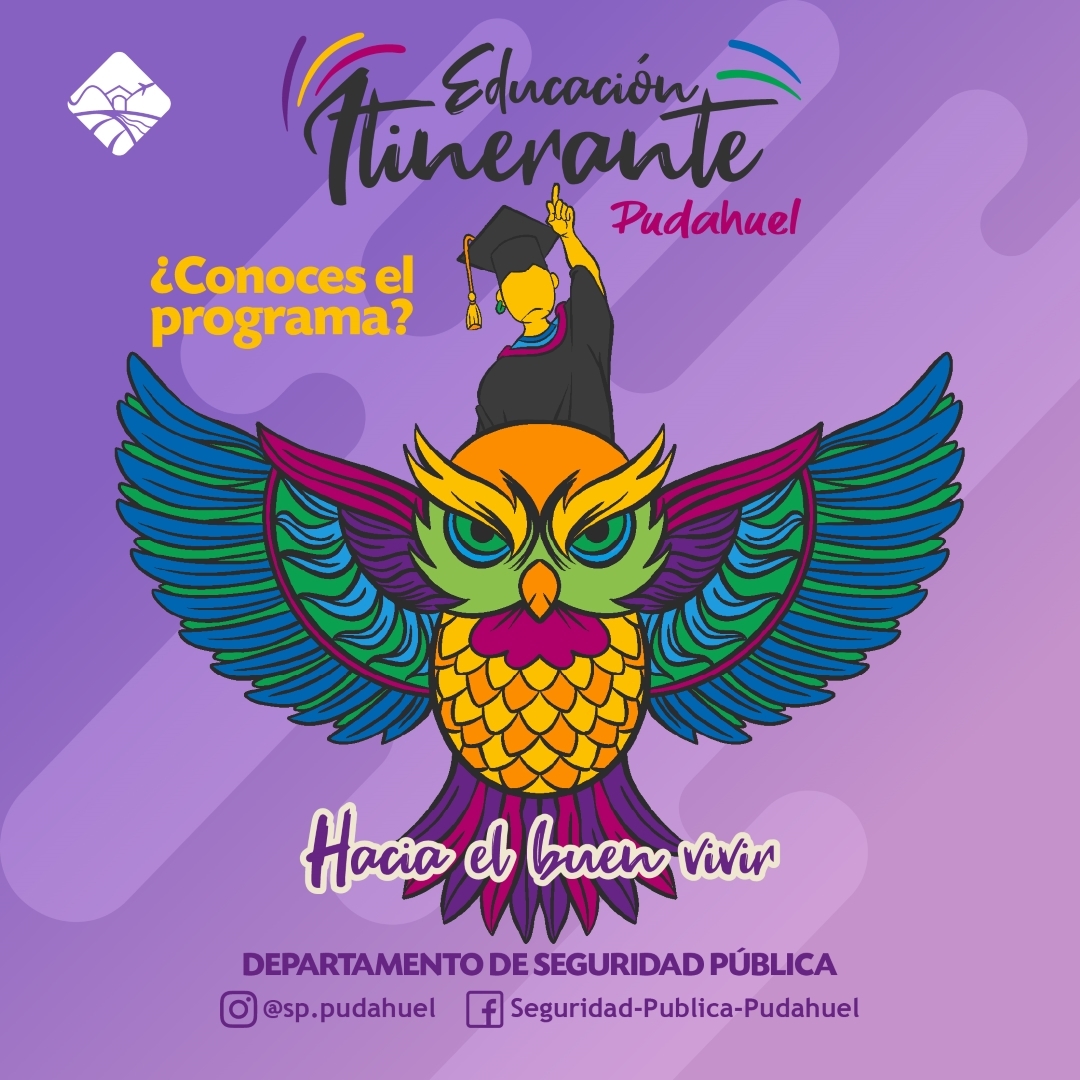 Educación
Itinerante
Pudahuel
¿Conoces el
programa?
Hacia el buen vivir
DEPARTAMENTO DE SEGURIDAD PÚBLICA
@sp.pudahuel
Seguridad-Publica-Pudahuel